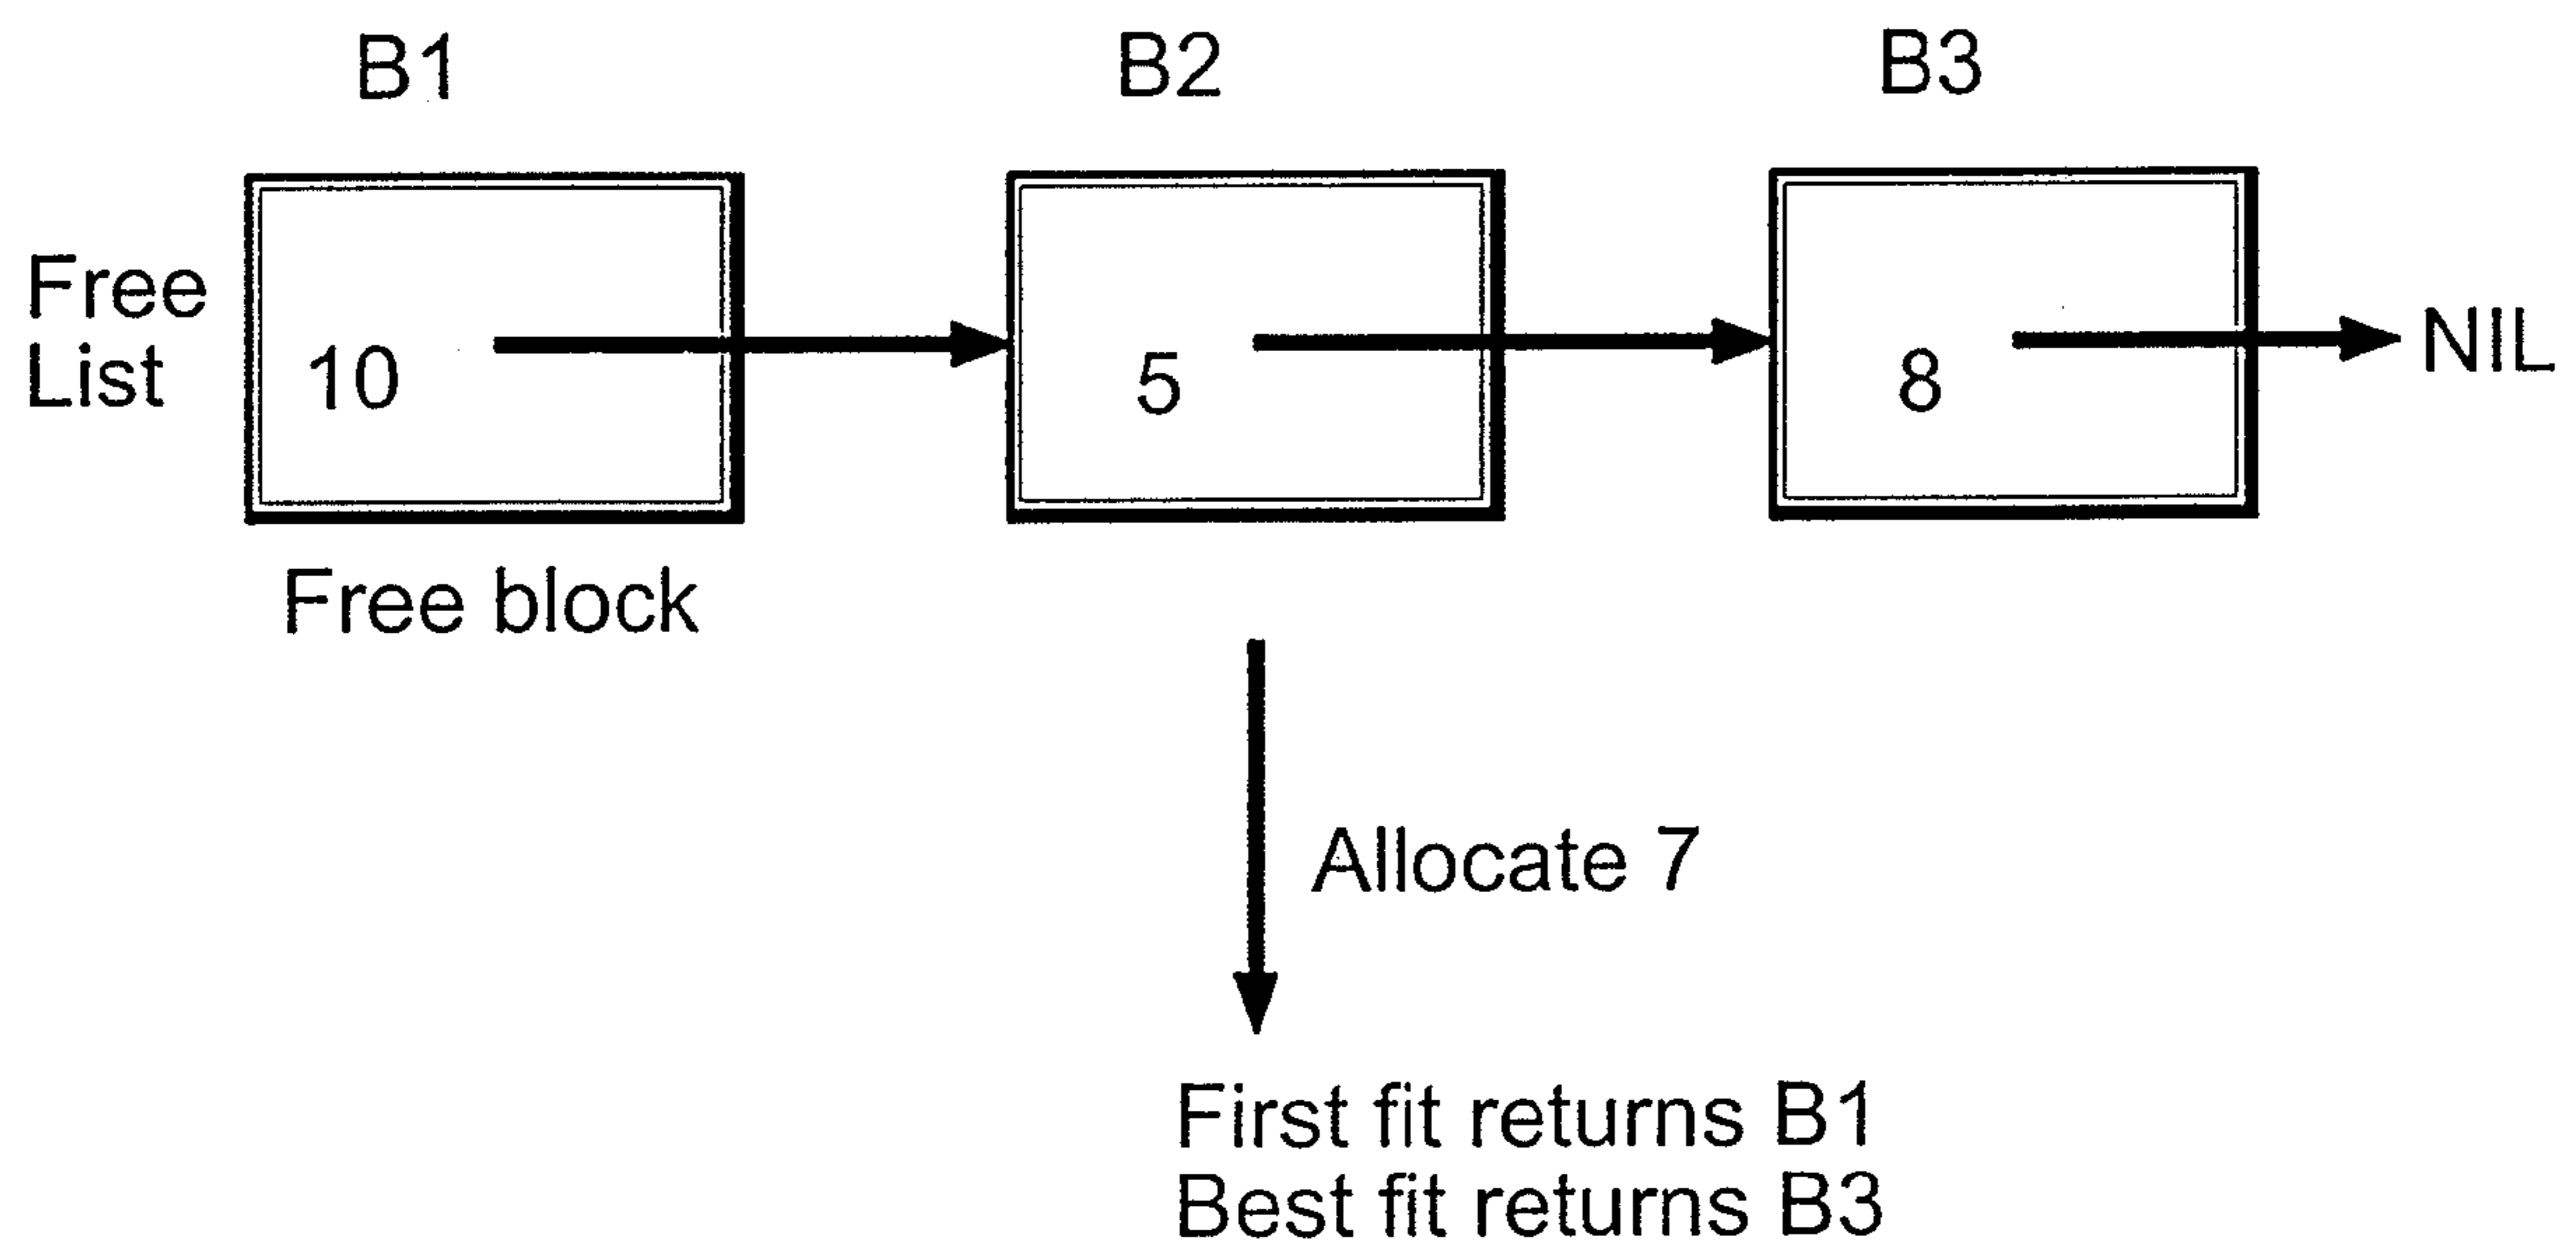 B1 B2 B3
Free
List
10 5 8 NIL
Free block
Allocate 7
First fit returns B1
Best fit returns B3